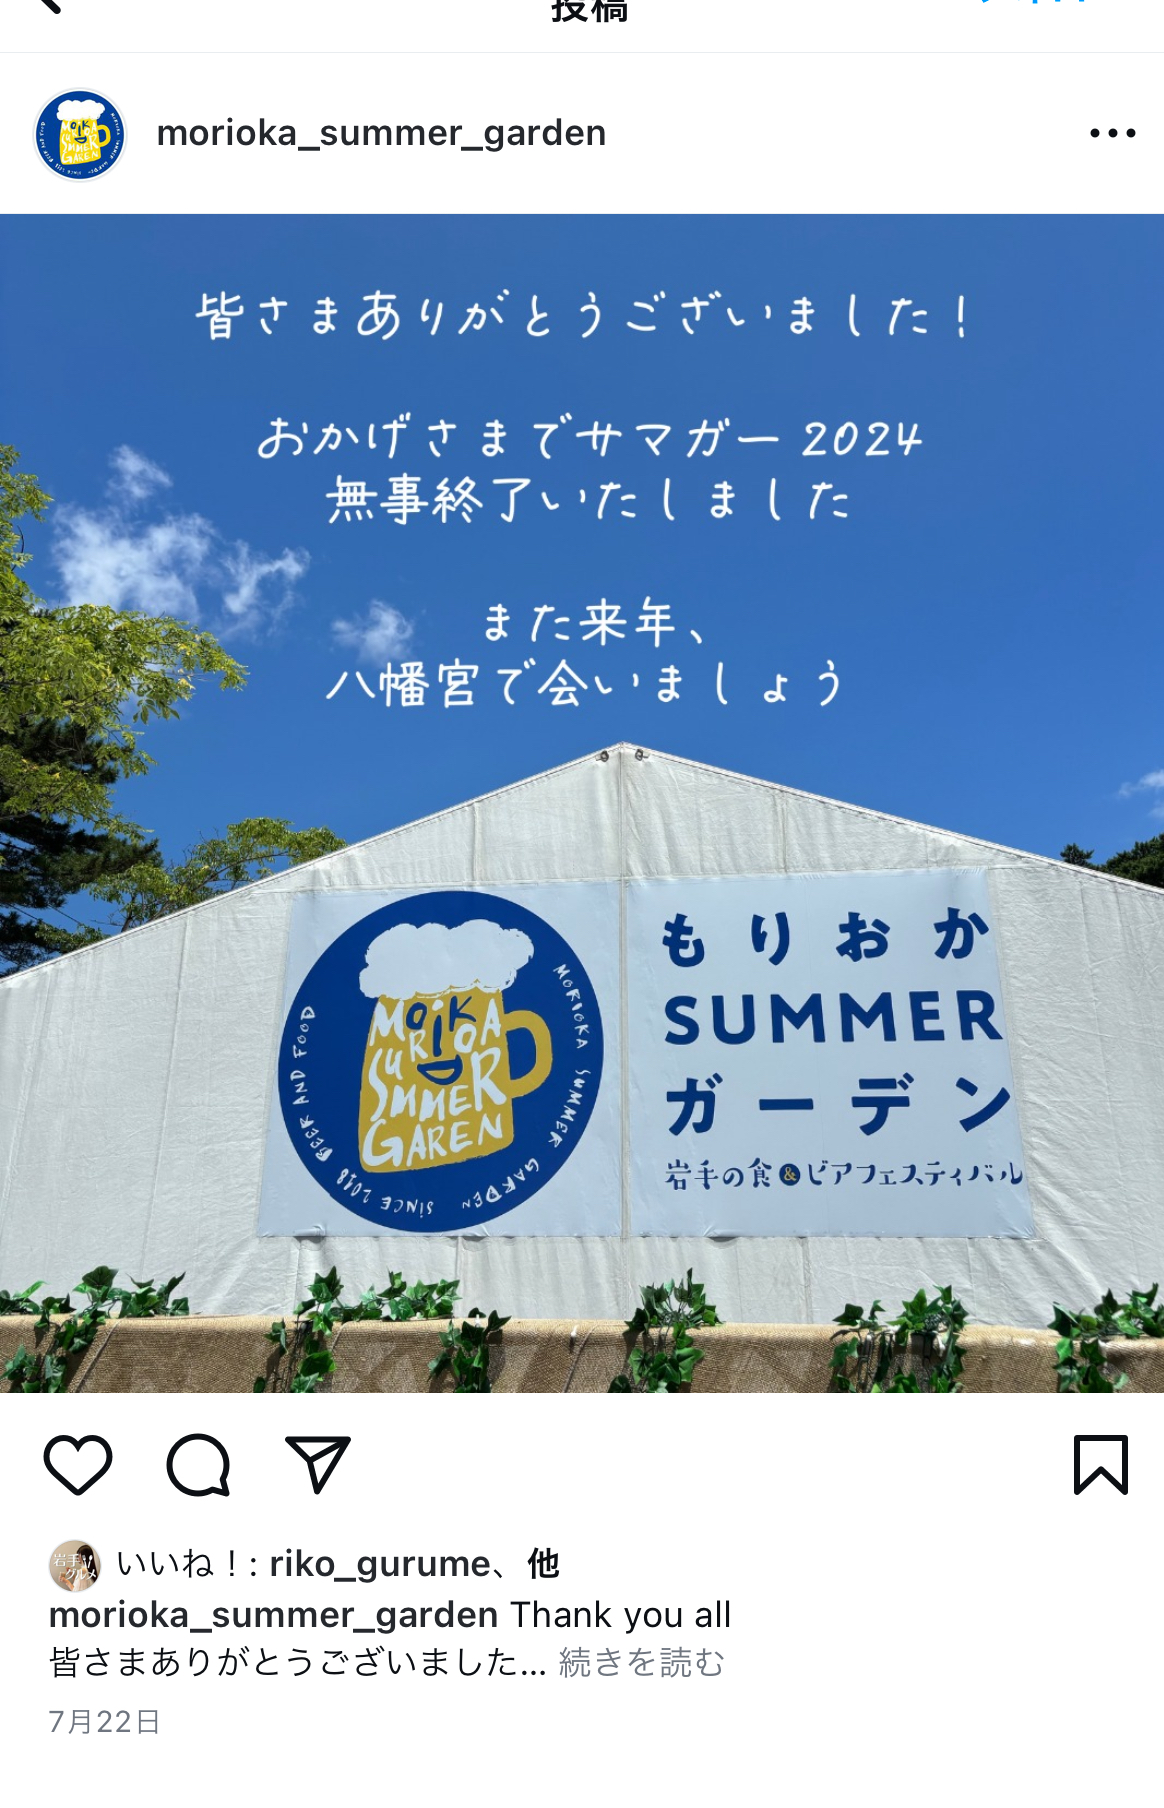 投稿
morioka_summer_garden
皆さまありがとうございました！
おかげさまでサマガー 2024
無事終了いたしました
また来年、
八幡宮で会いましょう
MORIOKA
SUMMER
GAREN
BEER AND FOOD
SINCE 2018
MORIOKA SUMMER GARDEN
もりおか
SUMMER
ガーデン
岩手の食&ビアフェスティバル
岩手
グルメ
いいね！: riko_gurume、他
morioka_summer_garden Thank you all
皆さまありがとうございました... 続きを読む
7月22日